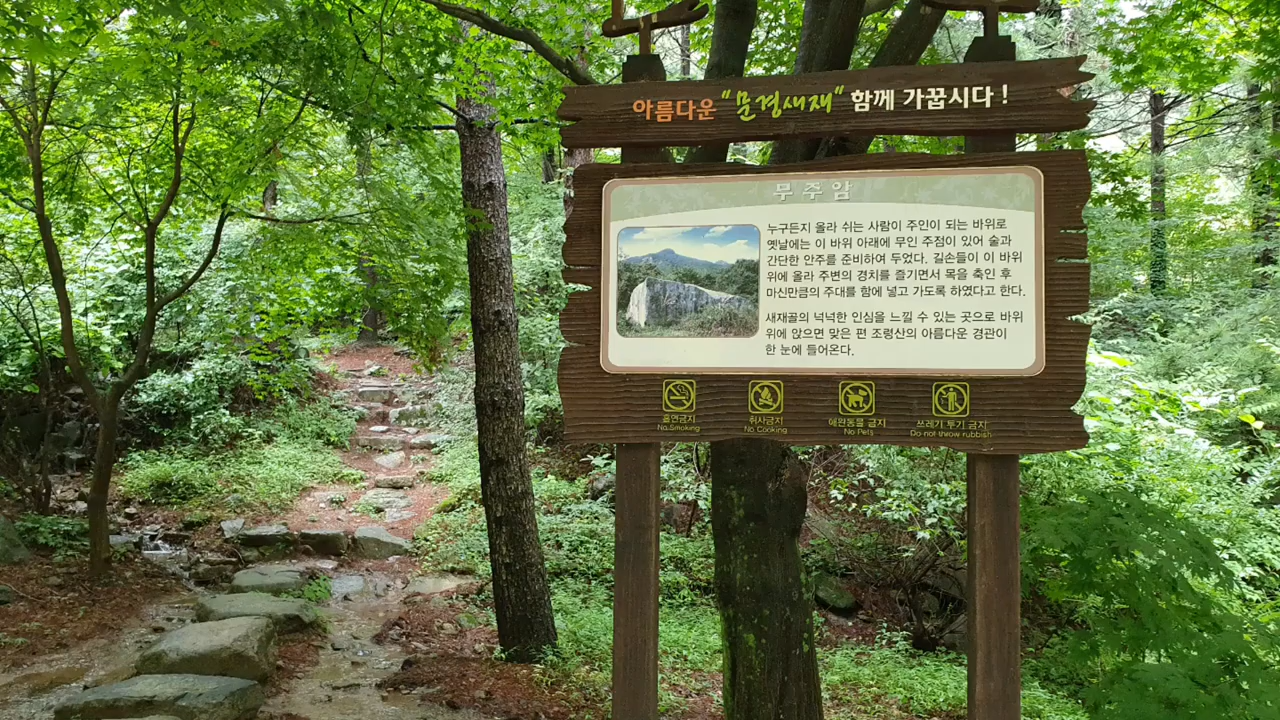 아름다운 "문경새재" 함께 가꿉시다!
무주암
누구든지 올라 쉬는 사람이 주인이 되는 바위로
옛날에는 이 바위 아래에 무인 주점이 있어 술과
간단한 안주를 준비하여 두었다. 길손들이 이 바위
위에 올라 주변의 경치를 즐기면서 목을 축인 후
마신만큼의 주대를 함에 넣고 가도록 하였다고 한다.
새재골의 넉넉한 인심을 느낄 수 있는 곳으로 바위
위에 앉으면 맞은 편 조령산의 아름다운 경관이
한 눈에 들어온다.
흡연금지 취사금지 애완동물 금지 쓰레기 투기 금지
No Smoking No Cooking No Pets Do not throw rubbish